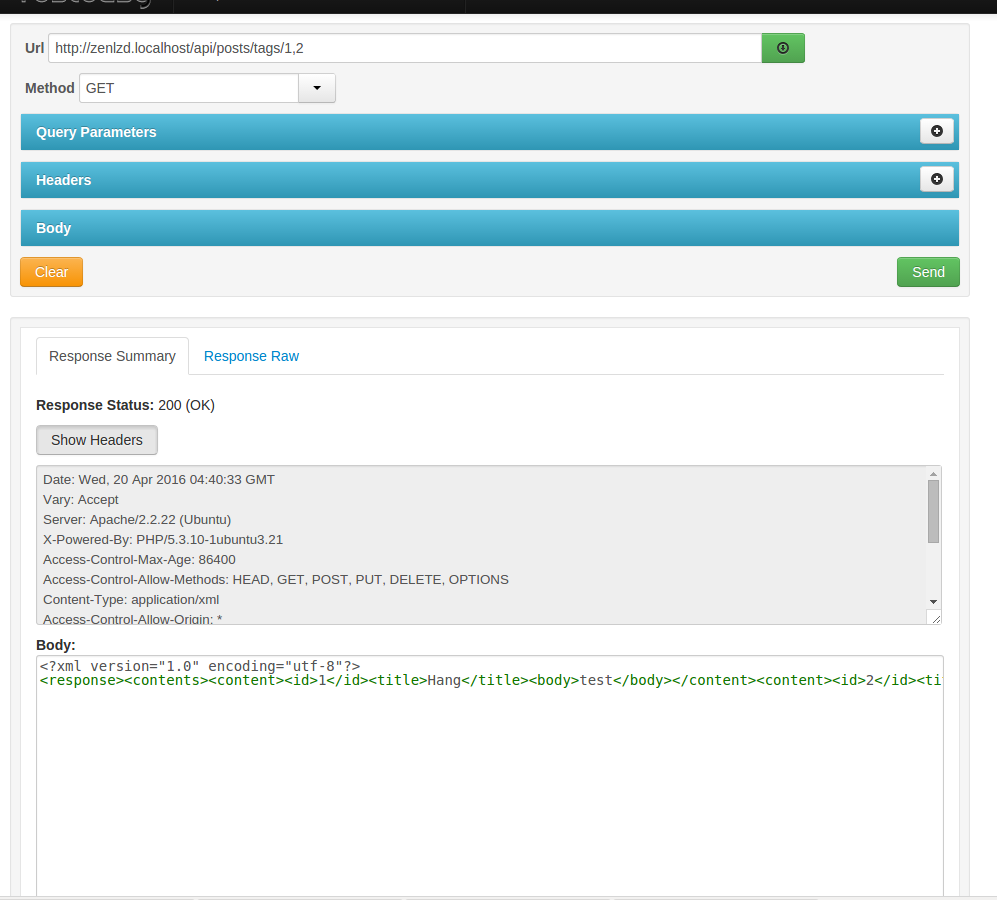 Url http://zenlzd.localhost/api/posts/tags/1,2
Method GET
Query Parameters
Headers
Body
Clear Send
Response Summary Response Raw
Response Status: 200 (OK)
Show Headers
Date: Wed, 20 Apr 2016 04:40:33 GMT
Vary: Accept
Server: Apache/2.2.22 (Ubuntu)
X-Powered-By: PHP/5.3.10-1ubuntu3.21
Access-Control-Max-Age: 86400
Access-Control-Allow-Methods: HEAD, GET, POST, PUT, DELETE, OPTIONS
Content-Type: application/xml
Access-Control-Allow-Origin: *
Body:
<?xml version="1.0" encoding="utf-8"?>
<response><contents><content><id>1</id><title>Hang</title><body>test</body></content><content><id>2</id><ti